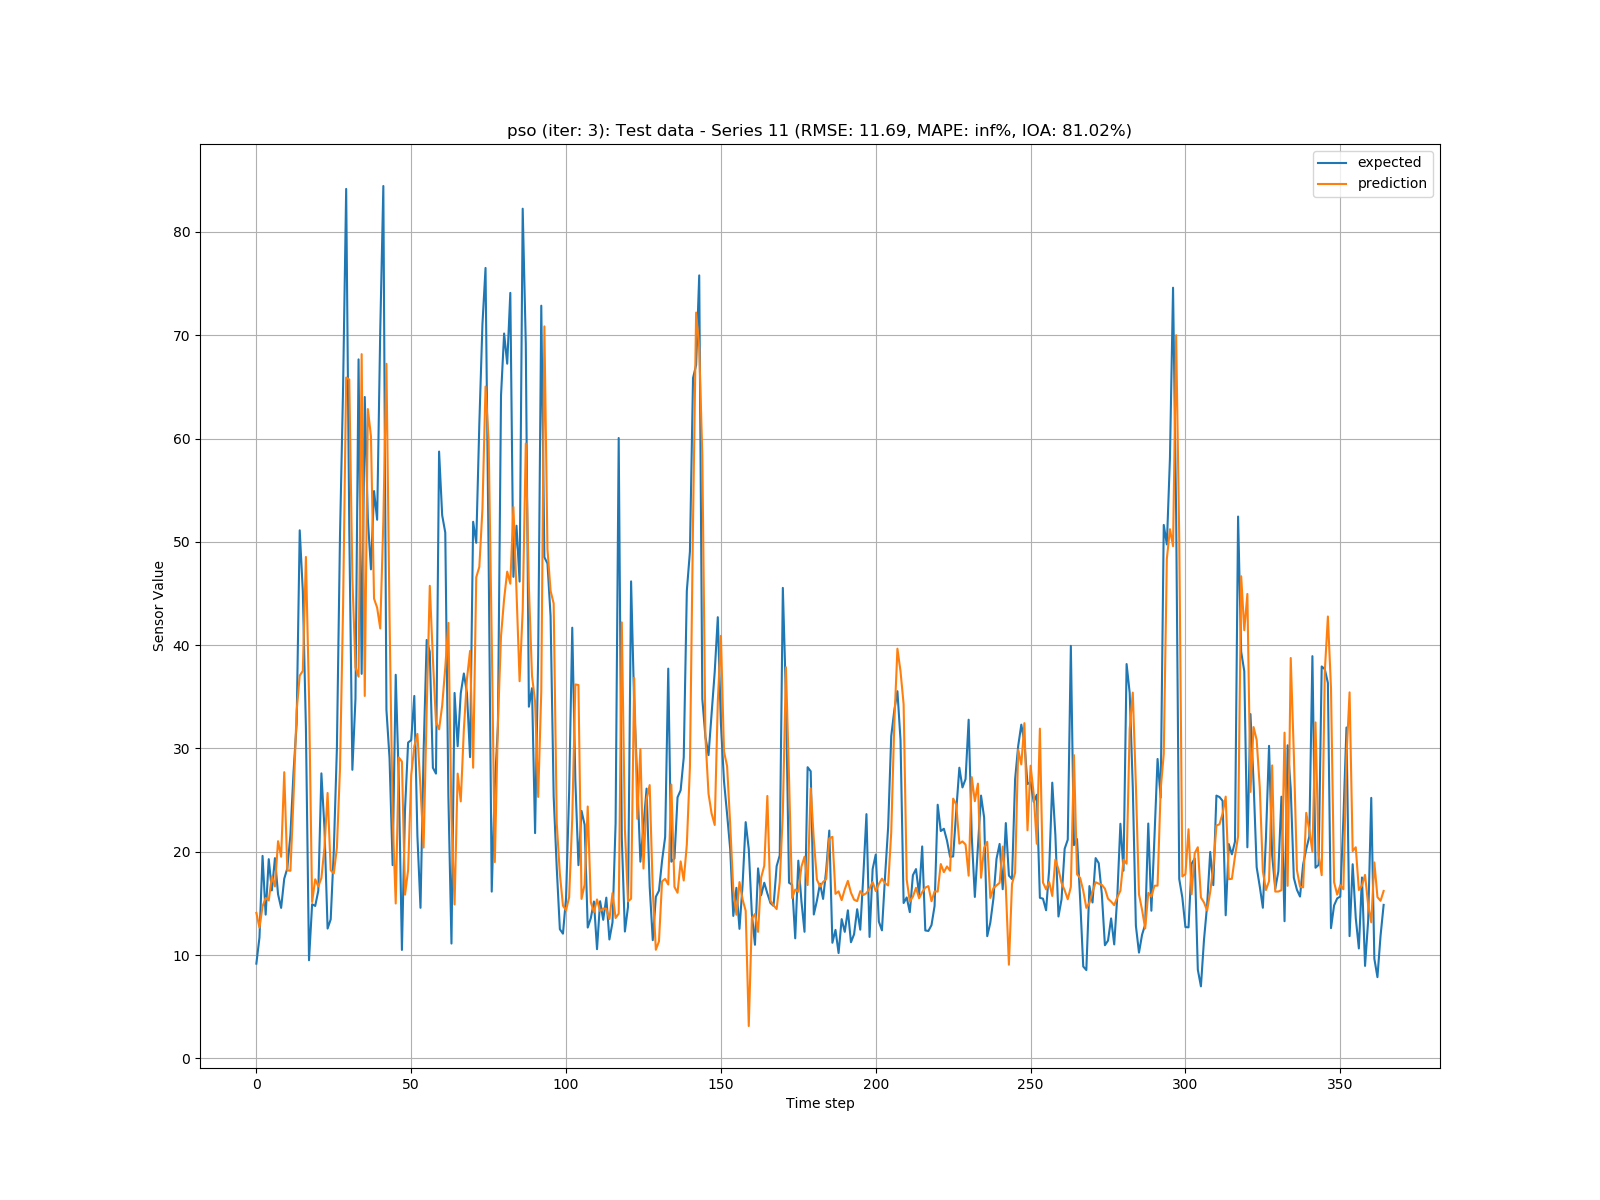 pso (iter: 3): Test data - Series 11 (RMSE: 11.69, MAPE: inf%, IOA: 81.02%)
expected
prediction
80
70
60
50
40
30
20
10
0
Sensor Value
0 50 100 150 200 250 300 350
Time step